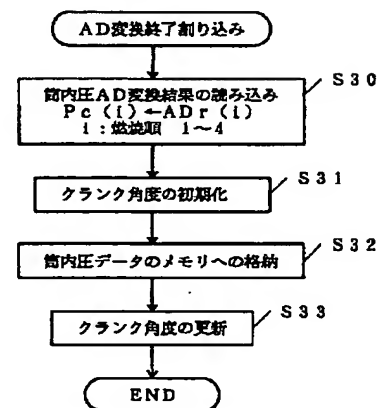 AD変換終了割り込み
S30
筒内圧AD変換結果の読み込み
Pc(i)←ADr(i)
i:燃焼順 1〜4
S31
クランク角度の初期化
S32
筒内圧データのメモリへの格納
S33
クランク角度の更新
END